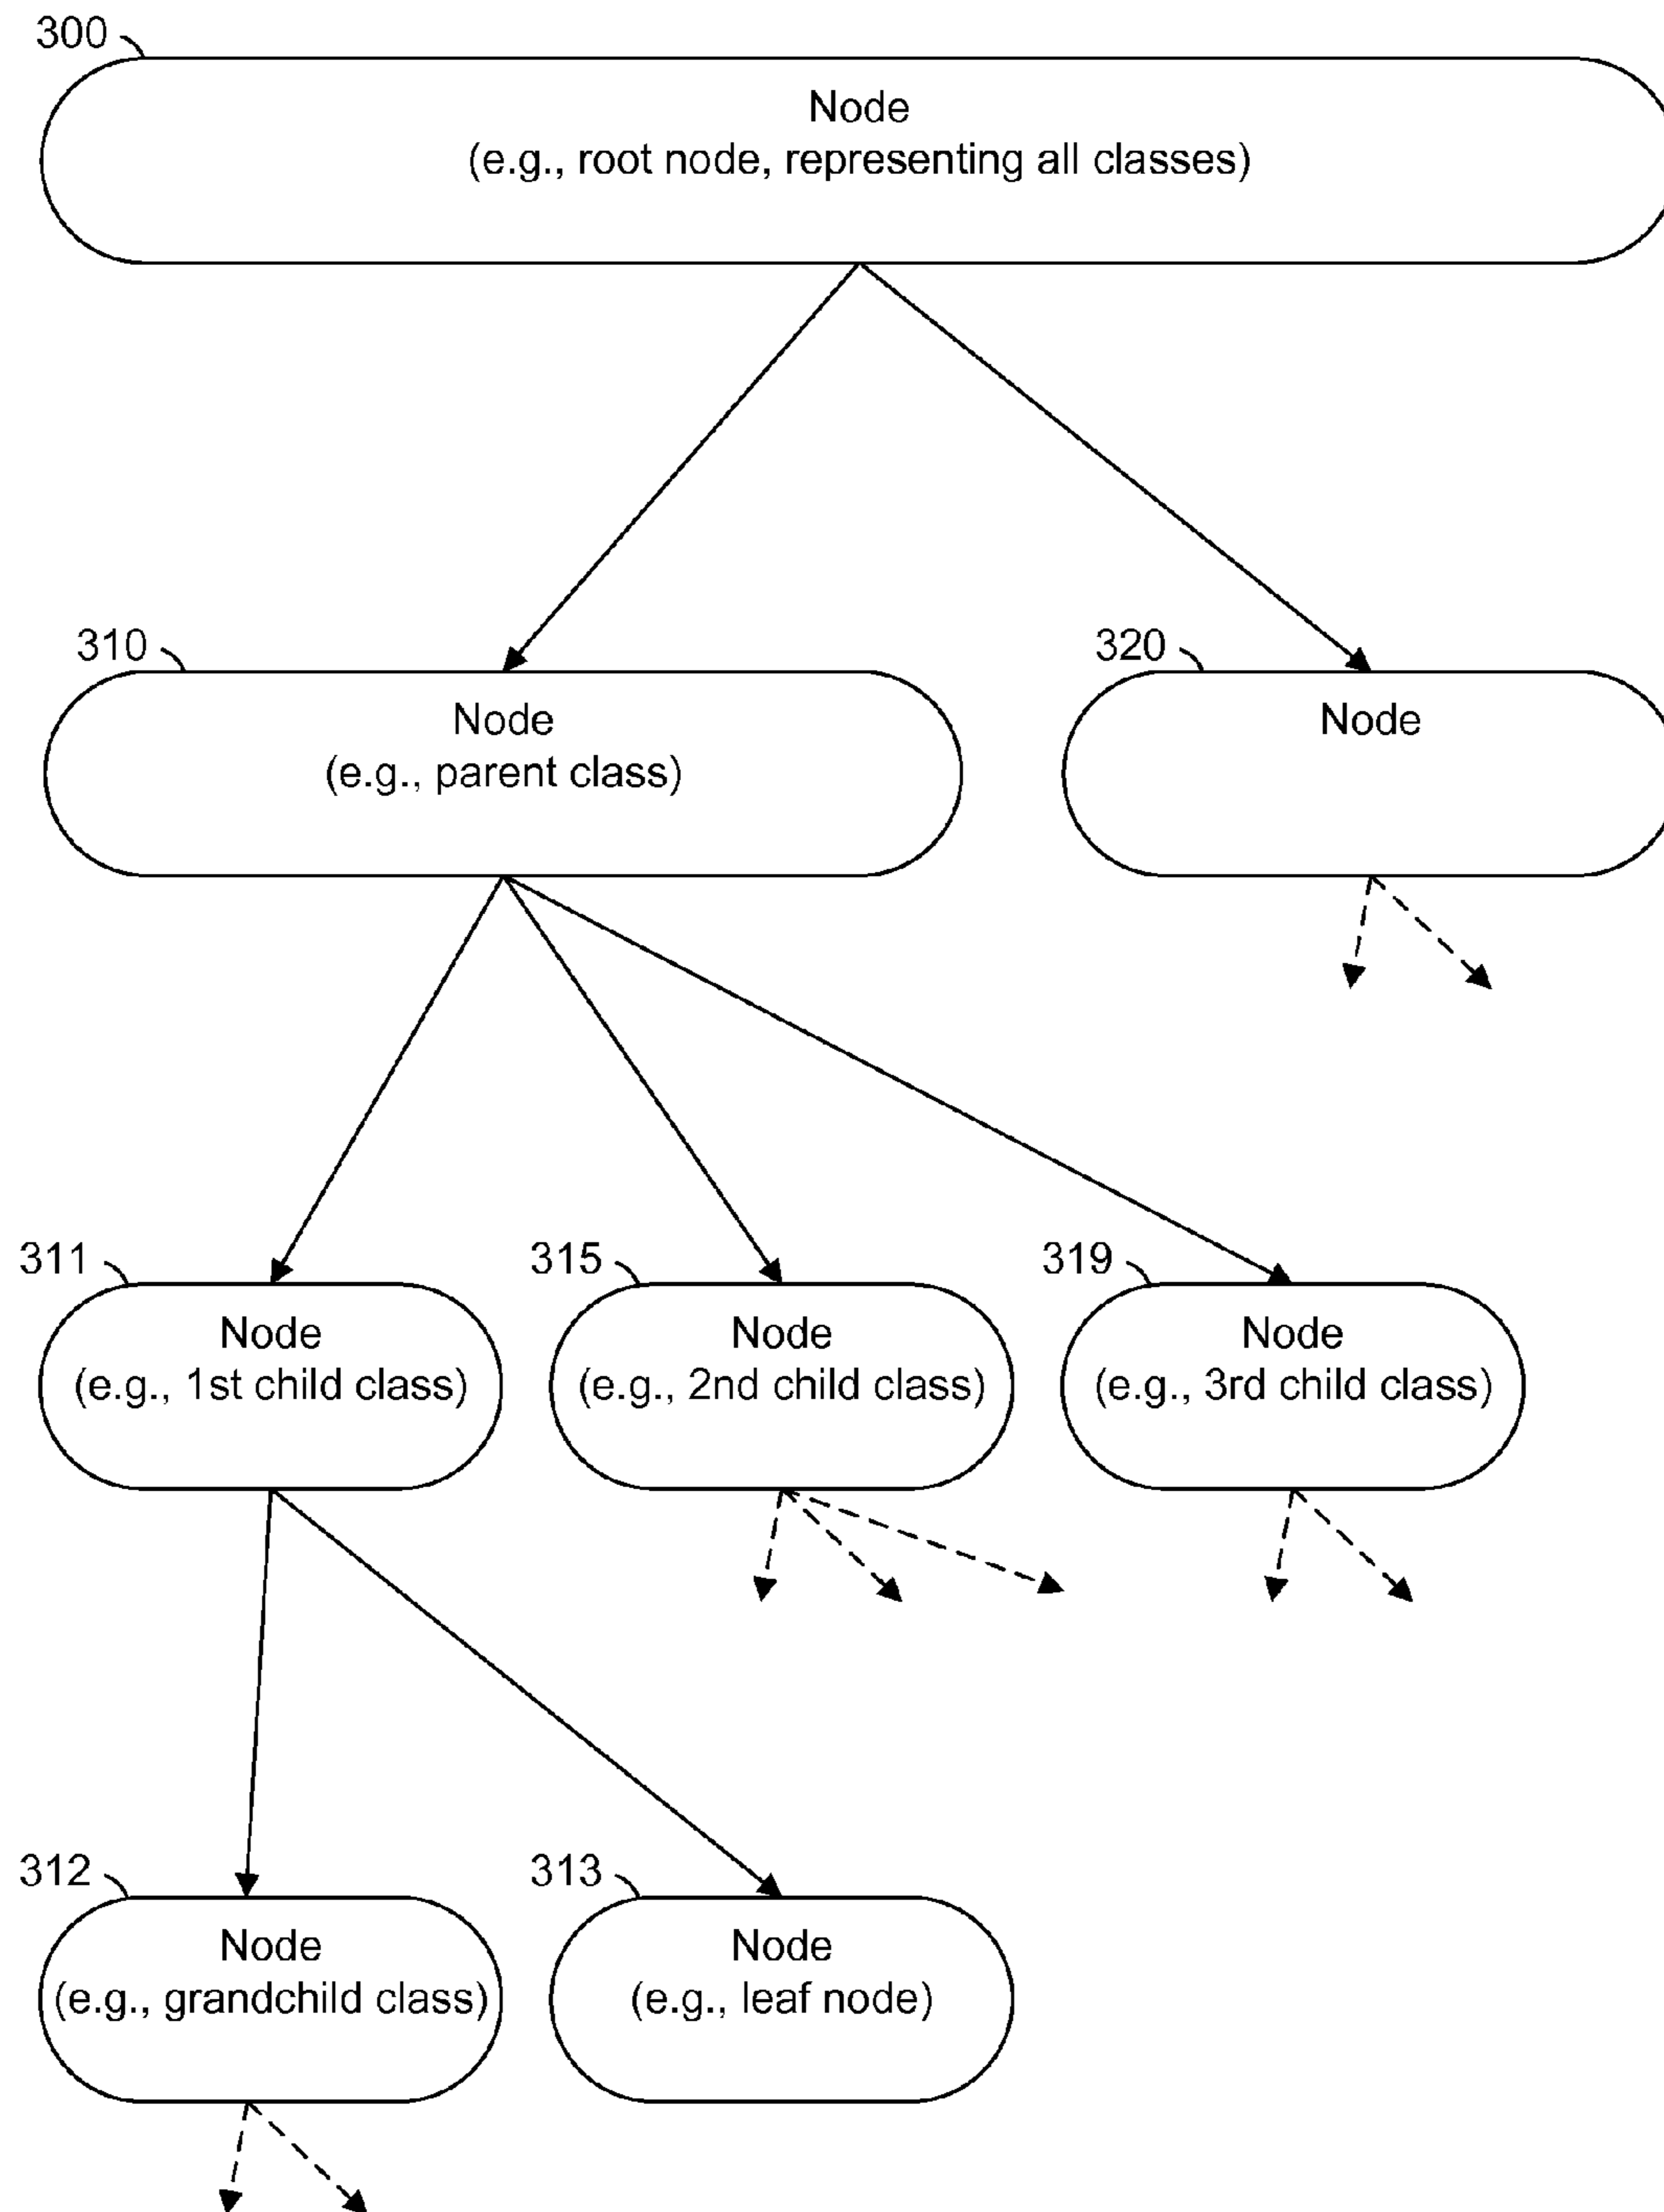 300
Node
(e.g., root node, representing all classes)
310
Node
(e.g., parent class)
320
Node
311
Node
(e.g., 1st child class)
315
Node
(e.g., 2nd child class)
319
Node
(e.g., 3rd child class)
312
Node
(e.g., grandchild class)
313
Node
(e.g., leaf node)